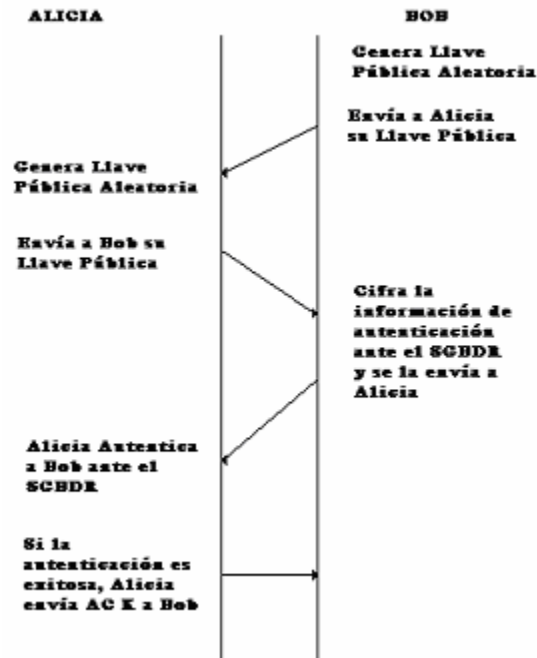 ALICIA
BOB
Genera Llave
Pública Aleatoria
Envía a Alicia
su Llave Pública
Genera Llave
Pública Aleatoria
Envía a Bob su
Llave Pública
Cifra la
información de
autenticación
ante el SGBDR
y se la envía a
Alicia
Alicia Autentica
a Bob ante el
SGBDR
Si la
autenticación es
exitosa, Alicia
envía AC K a Bob